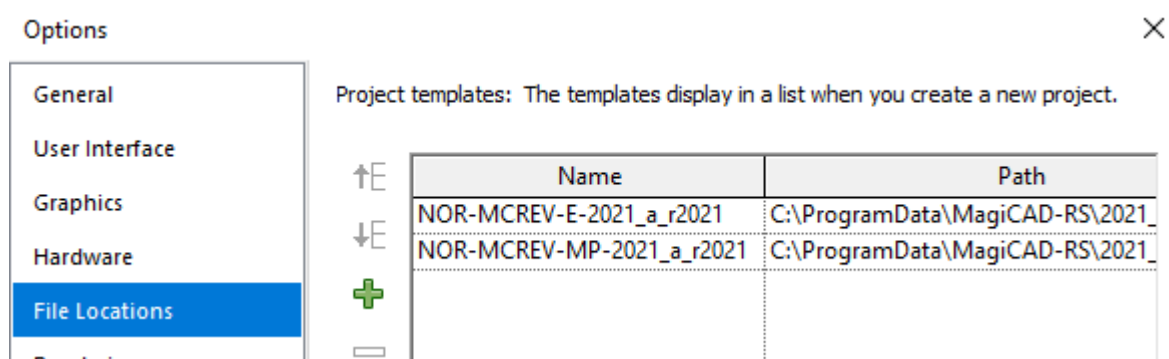 Options
General
User Interface
Graphics
Hardware
File Locations
Project templates: The templates display in a list when you create a new project.
Name Path
NOR-MCREV-E-2021_a_r2021 C:\ProgramData\MagiCAD-RS\2021_
NOR-MCREV-MP-2021_a_r2021 C:\ProgramData\MagiCAD-RS\2021_